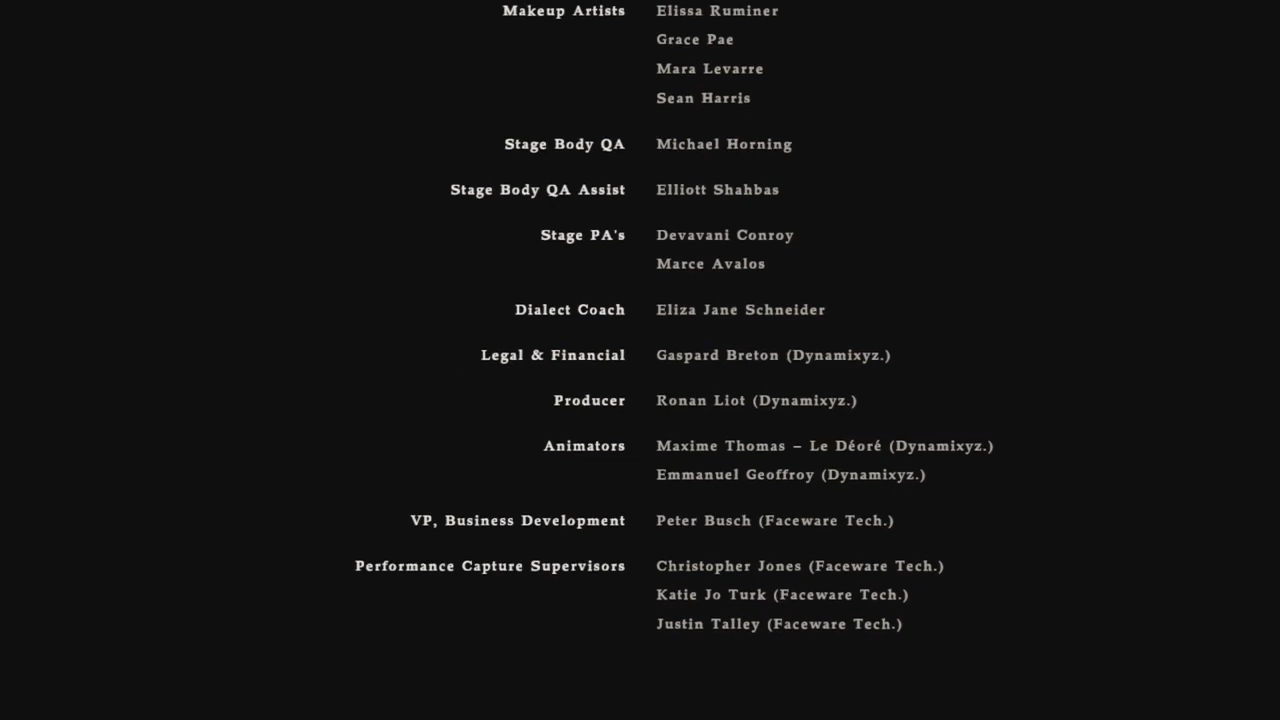 Makeup Artists Elissa Ruminer
Grace Pae
Mara Levarre
Sean Harris
Stage Body QA Michael Horning
Stage Body QA Assist Elliott Shahbas
Stage PA's Devavani Conroy
Marce Avalos
Dialect Coach Eliza Jane Schneider
Legal & Financial Gaspard Breton (Dynamixyz.)
Producer Ronan Liot (Dynamixyz.)
Animators Maxime Thomas – Le Déoré (Dynamixyz.)
Emmanuel Geoffroy (Dynamixyz.)
VP, Business Development Peter Busch (Faceware Tech.)
Performance Capture Supervisors Christopher Jones (Faceware Tech.)
Katie Jo Turk (Faceware Tech.)
Justin Talley (Faceware Tech.)